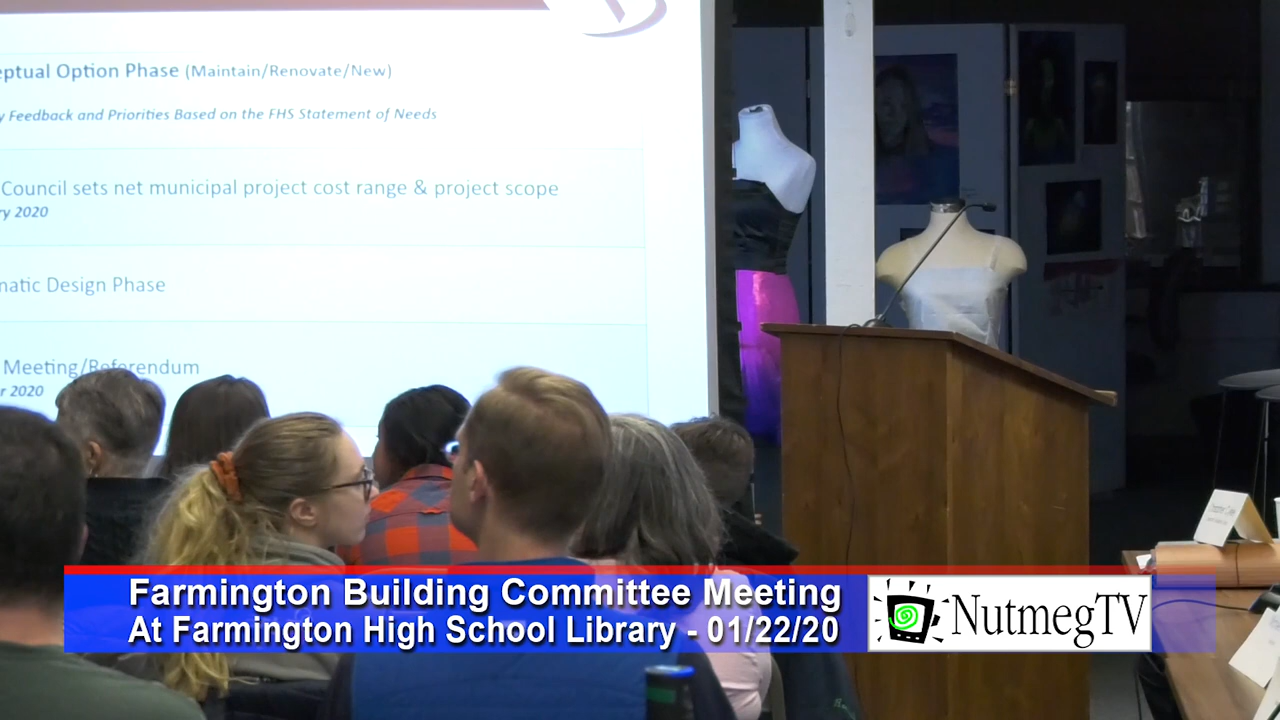 eptual Option Phase (Maintain/Renovate/New)
y Feedback and Priorities Based on the FHS Statement of Needs
Council sets net municipal project cost range & project scope
ry 2020
matic Design Phase
Meeting/Referendum
r 2020
Farmington Building Committee Meeting
At Farmington High School Library - 01/22/20
NutmegTV